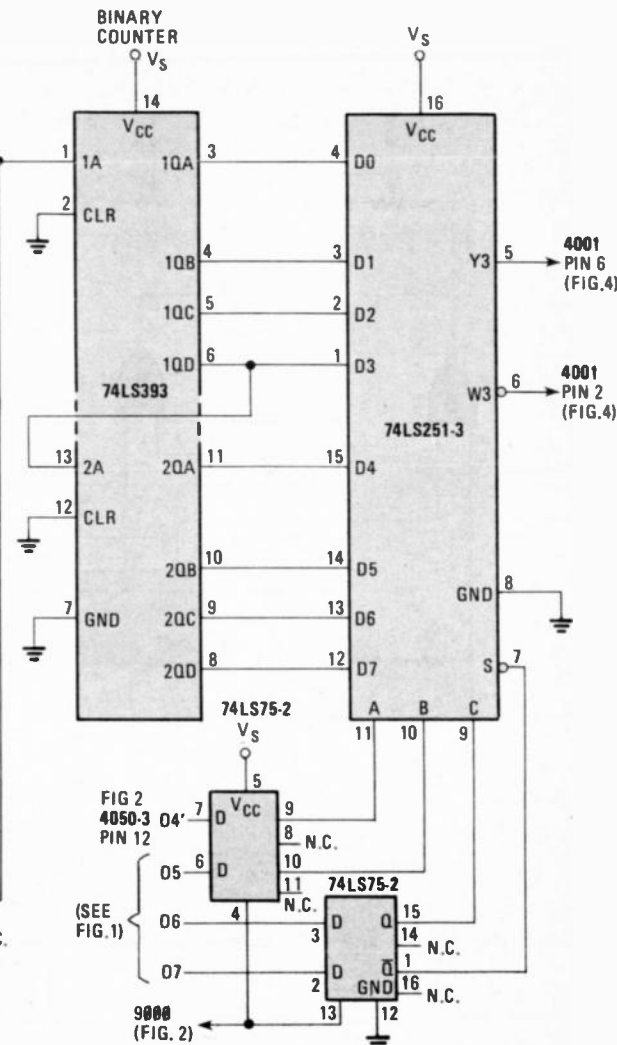 BINARY
COUNTER
VS
VS
14
16
VCC
VCC
1
1A
1QA
3
4
D0
2
CLR
1QB
4
3
D1
Y3
5
4001
PIN 6
(FIG.4)
1QC
5
2
D2
1QD
6
1
D3
74LS393
W3
6
4001
PIN 2
(FIG.4)
74LS251-3
13
2A
2QA
11
15
D4
12
CLR
2QB
10
14
D5
7
GND
2QC
9
13
D6
GND
8
2QD
8
12
D7
S
7
A
B
C
11
10
9
74LS75-2
VS
5
FIG 2
4050-3
PIN 12
04'
7
D
VCC
9
8
N.C.
05
6
D
10
11
N.C.
4
74LS75-2
(SEE
FIG.1)
06
3
D
Q
15
14
N.C.
07
2
D
Q̅
1
GND
16
N.C.
13
12
9000
(FIG. 2)
C.